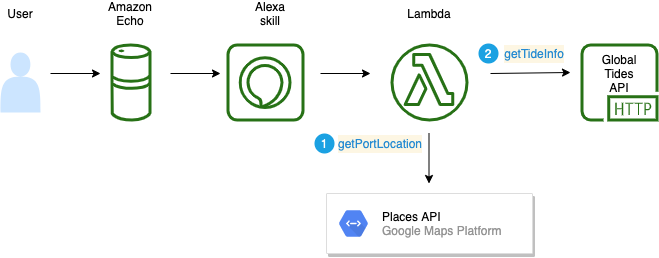 User
Amazon
Echo
Alexa
skill
Lambda
2 getTideInfo
Global
Tides
API
HTTP
1 getPortLocation
Places API
Google Maps Platform